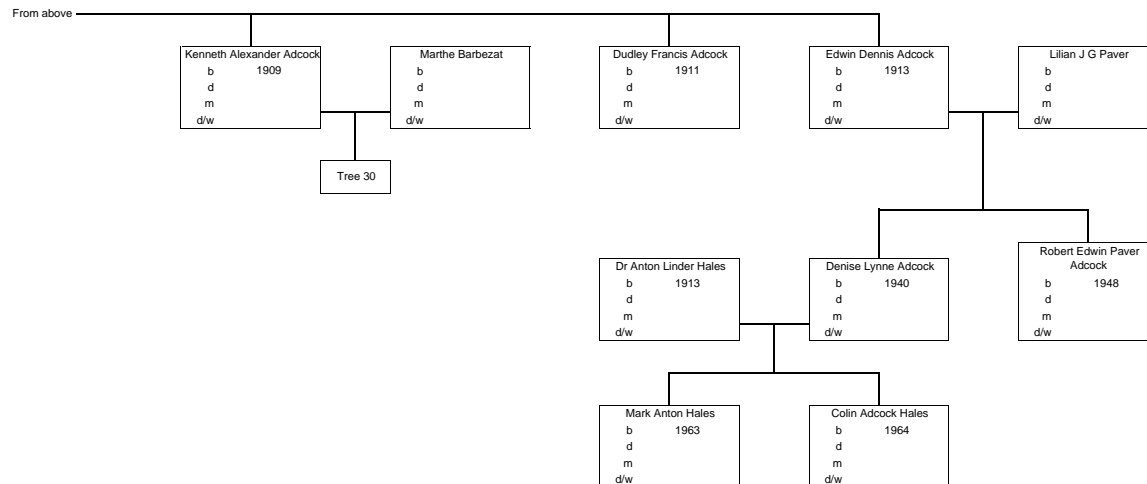 From above
Kenneth Alexander Adcock
b 1909
d
m
d/w
Marthe Barbezat
b
d
m
d/w
Dudley Francis Adcock
b 1911
d
m
d/w
Edwin Dennis Adcock
b 1913
d
m
d/w
Lilian J G Paver
b
d
m
d/w
Tree 30
Dr Anton Linder Hales
b 1913
d
m
d/w
Denise Lynne Adcock
b 1940
d
m
d/w
Robert Edwin Paver
Adcock
b 1948
d
m
d/w
Mark Anton Hales
b 1963
d
m
d/w
Colin Adcock Hales
b 1964
d
m
d/w